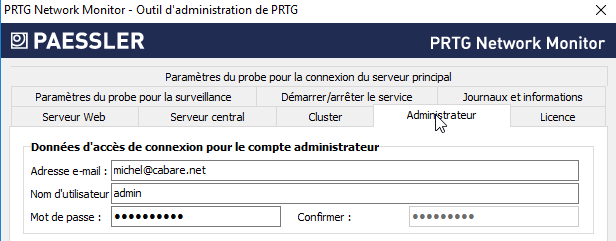 PRTG Network Monitor - Outil d'administration de PRTG
PAESSLER
PRTG Network Monitor
Paramètres du probe pour la connexion du serveur principal
Paramètres du probe pour la surveillance
Démarrer/arrêter le service
Journaux et informations
Serveur Web
Serveur central
Cluster
Administrateur
Licence
Données d'accès de connexion pour le compte administrateur
Adresse e-mail : michel@cabare.net
Nom d'utilisateur admin
Mot de passe : ●●●●●●●●●● Confirmer : ●●●●●●●●●●